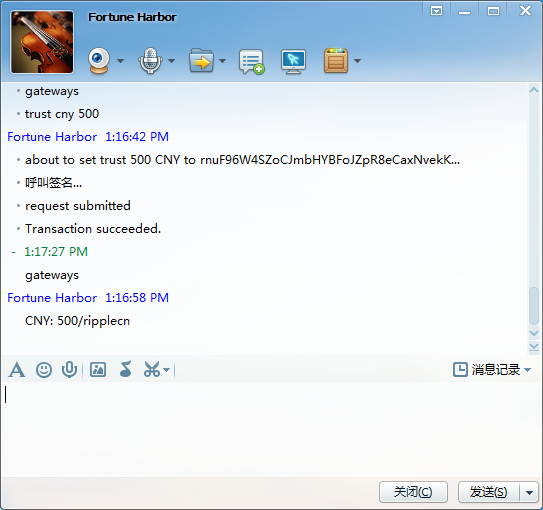 Fortune Harbor
gateways
trust cny 500
Fortune Harbor 1:16:42 PM
about to set trust 500 CNY to rnuF96W4SZoCJmbHYBFoJZpR8eCaxNvekK...
呼叫签名...
request submitted
Transaction succeeded.
- 1:17:27 PM
gateways
Fortune Harbor 1:16:58 PM
CNY: 500/ripplecn
消息记录
关闭(C)
发送(S)